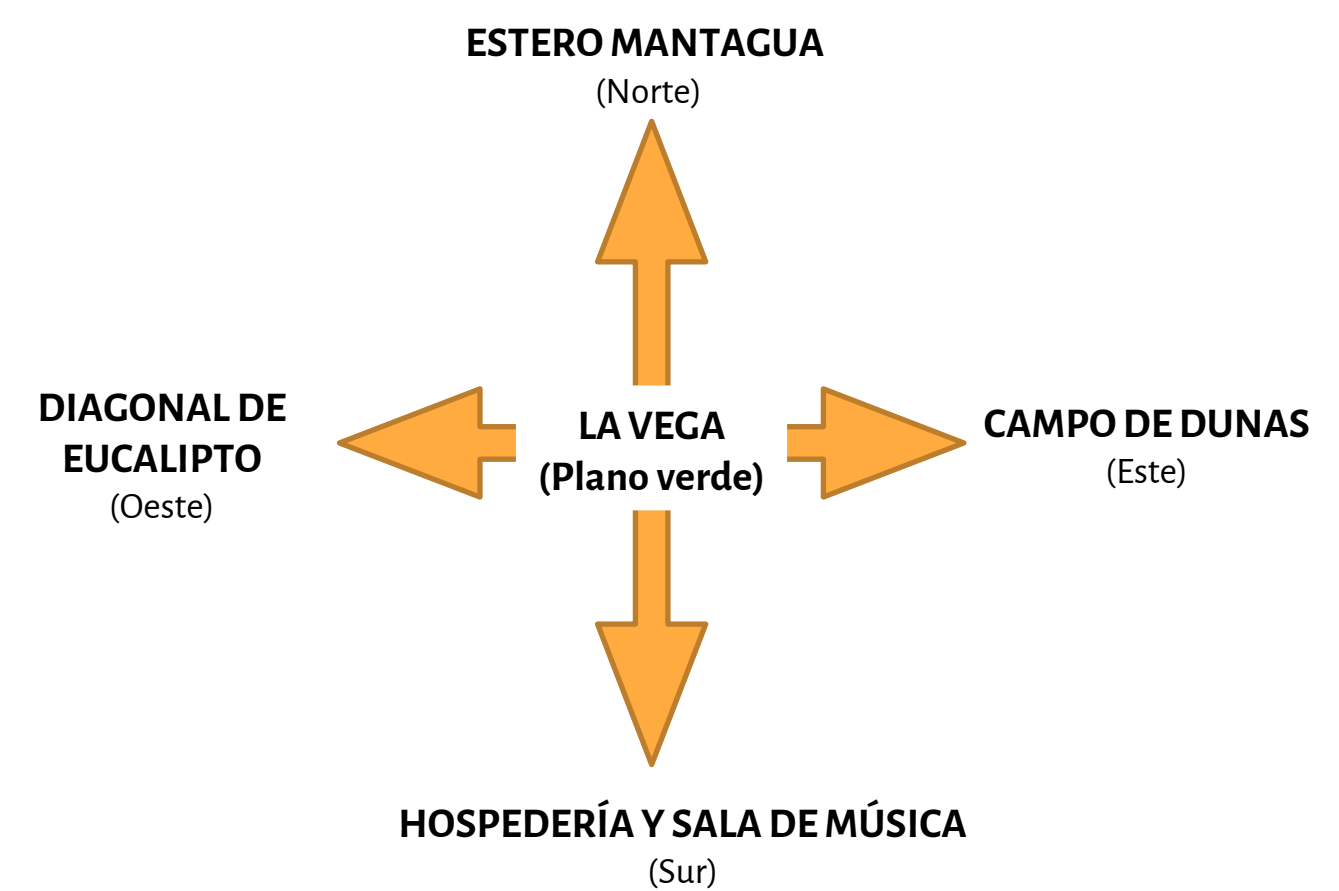 ESTERO MANTAGUA
(Norte)
DIAGONAL DE
EUCALIPTO
(Oeste)
LA VEGA
(Plano verde)
CAMPO DE DUNAS
(Este)
HOSPEDERÍA Y SALA DE MÚSICA
(Sur)